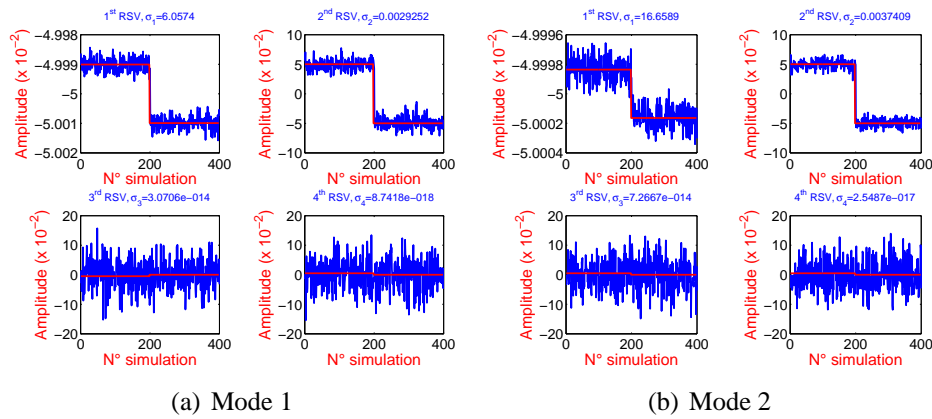 1st RSV, σ1=6.0574
Amplitude (x 10−2)
−4.998
−4.999
−5
−5.001
−5.002
0 200 400
N° simulation
2nd RSV, σ2=0.0029252
Amplitude (x 10−2)
10
5
0
−5
−10
0 200 400
N° simulation
3rd RSV, σ3=3.0706e−014
Amplitude (x 10−2)
20
10
0
−10
−20
0 200 400
N° simulation
4th RSV, σ4=8.7418e−018
Amplitude (x 10−2)
20
10
0
−10
−20
0 200 400
N° simulation
(a) Mode 1
1st RSV, σ1=16.6589
Amplitude (x 10−2)
−4.9996
−4.9998
−5
−5.0002
−5.0004
0 200 400
N° simulation
2nd RSV, σ2=0.0037409
Amplitude (x 10−2)
10
5
0
−5
−10
0 200 400
N° simulation
3rd RSV, σ3=7.2667e−014
Amplitude (x 10−2)
20
10
0
−10
−20
0 200 400
N° simulation
4th RSV, σ4=2.5487e−017
Amplitude (x 10−2)
20
10
0
−10
−20
0 200 400
N° simulation
(b) Mode 2